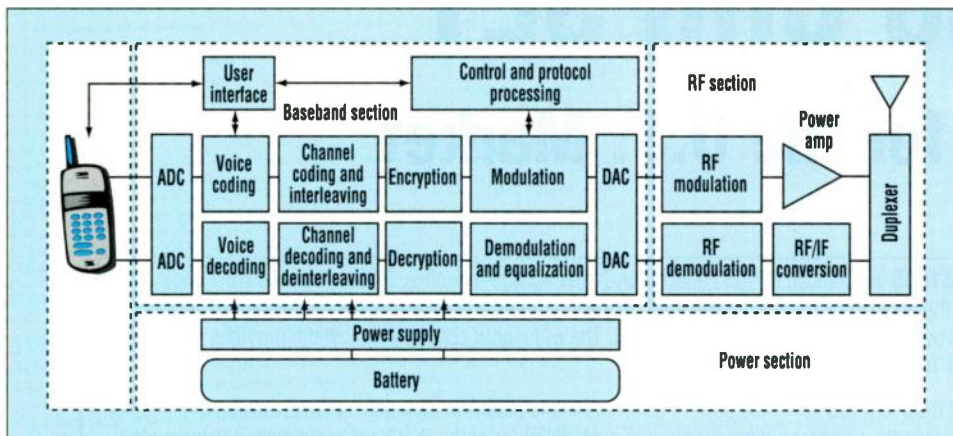 User
interface
Control and protocol
processing
RF section
Baseband section
Power
amp
ADC
Voice
coding
Channel
coding and
interleaving
Encryption
Modulation
DAC
RF
modulation
Duplexer
ADC
Voice
decoding
Channel
decoding and
deinterleaving
Decryption
Demodulation
and equalization
DAC
RF
demodulation
RF/IF
conversion
Power supply
Power section
Battery